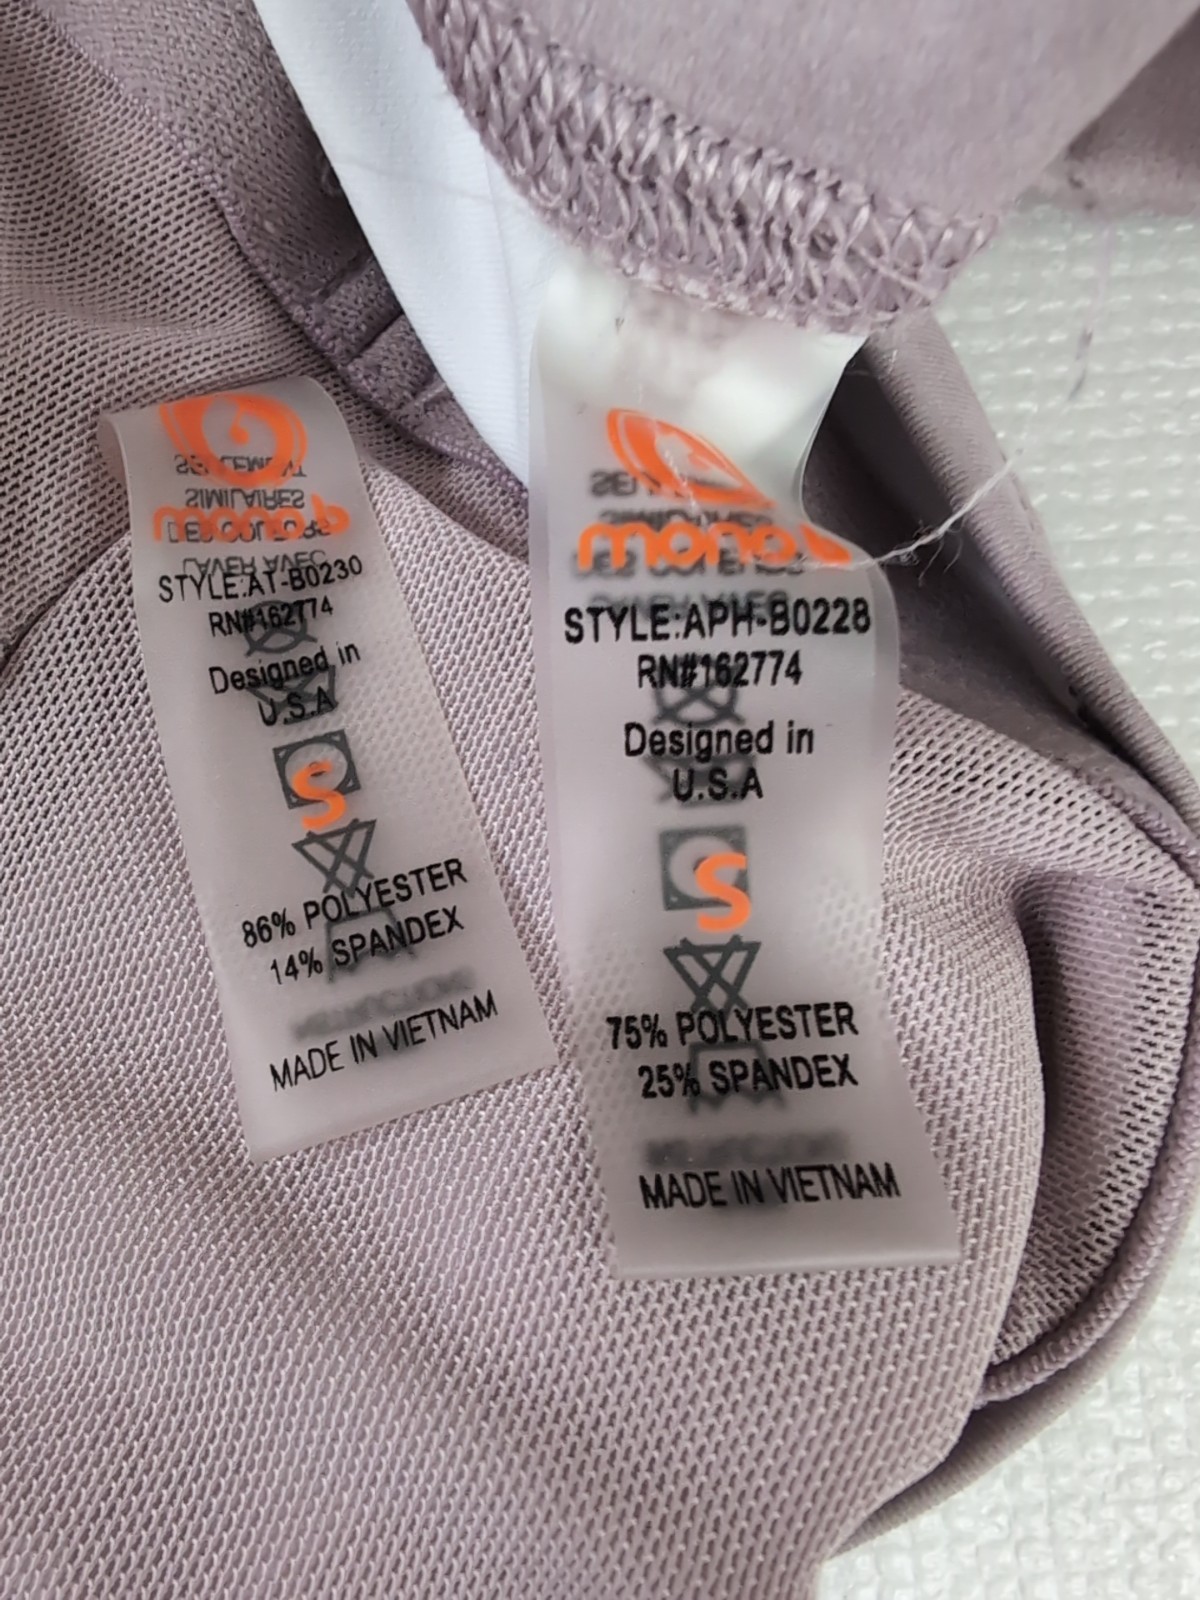 mono
STYLE:AT-B0230
RN#162774
Designed in
U.S.A
S
86% POLYESTER
14% SPANDEX
MADE IN VIETNAM
mono
STYLE:APH-B0228
RN#162774
Designed in
U.S.A
S
75% POLYESTER
25% SPANDEX
MADE IN VIETNAM